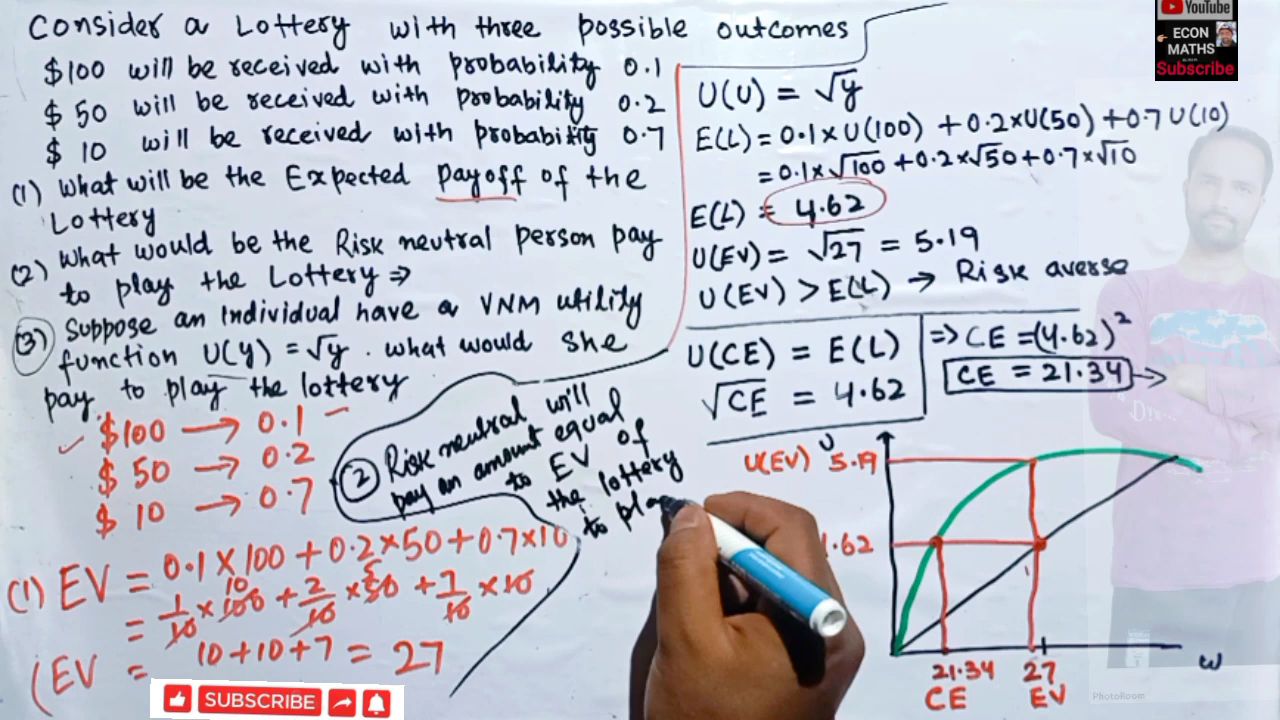 Consider a Lottery with three possible outcomes
$100 will be received with probability 0.1
$ 50 will be received with probability 0.2
$ 10 will be received with probability 0.7
(1) What will be the Expected Payoff of the
Lottery
(2) What would be the Risk neutral person pay
to play the Lottery ⇒
(3) Suppose an individual have a VNM utility
function U(y) = √y. what would she
pay to play the lottery
$100 → 0.1
$ 50 → 0.2
$ 10 → 0.7
(1) EV = 0.1×100 + 0.2×50 + 0.7×10
= 1/10 × 100 10 + 2/10 × 50 5 + 7/10 × 10
(EV = 10+10+7 = 27
(2) Risk neutral will
pay an amount equal
to EV of
the lottery
to play
U(U) = √y
E(L) = 0.1×U(100) + 0.2×U(50) + 0.7 U(10)
= 0.1×√100 + 0.2×√50 + 0.7×√10
E(L) = 4.62
U(EV) = √27 = 5.19
U(EV) > E(L) → Risk averse
U(CE) = E(L)
√CE = 4.62
⇒ CE = (4.62)²
CE = 21.34 →
U
U(EV) 5.19
.62
21.34 27
CE EV
ω
YouTube
ECON
MATHS
Subscribe
SUBSCRIBE
PhotoRoom